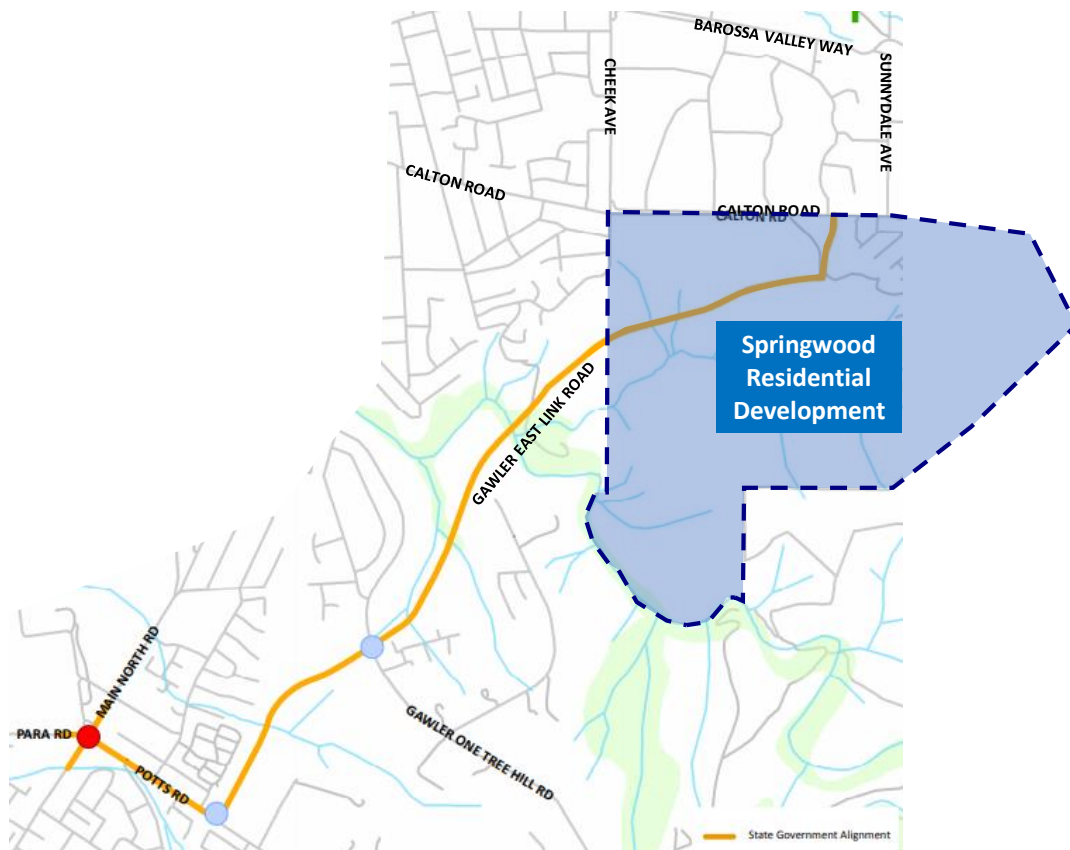 BAROSSA VALLEY WAY
CHEEK AVE
SUNNYDALE AVE
CALTON ROAD
CALTON ROAD
CALTON RD
Springwood
Residential
Development
GAWLER EAST LINK ROAD
MAIN NORTH RD
PARA RD
GAWLER ONE TREE HILL RD
POTTS RD
State Government Alignment